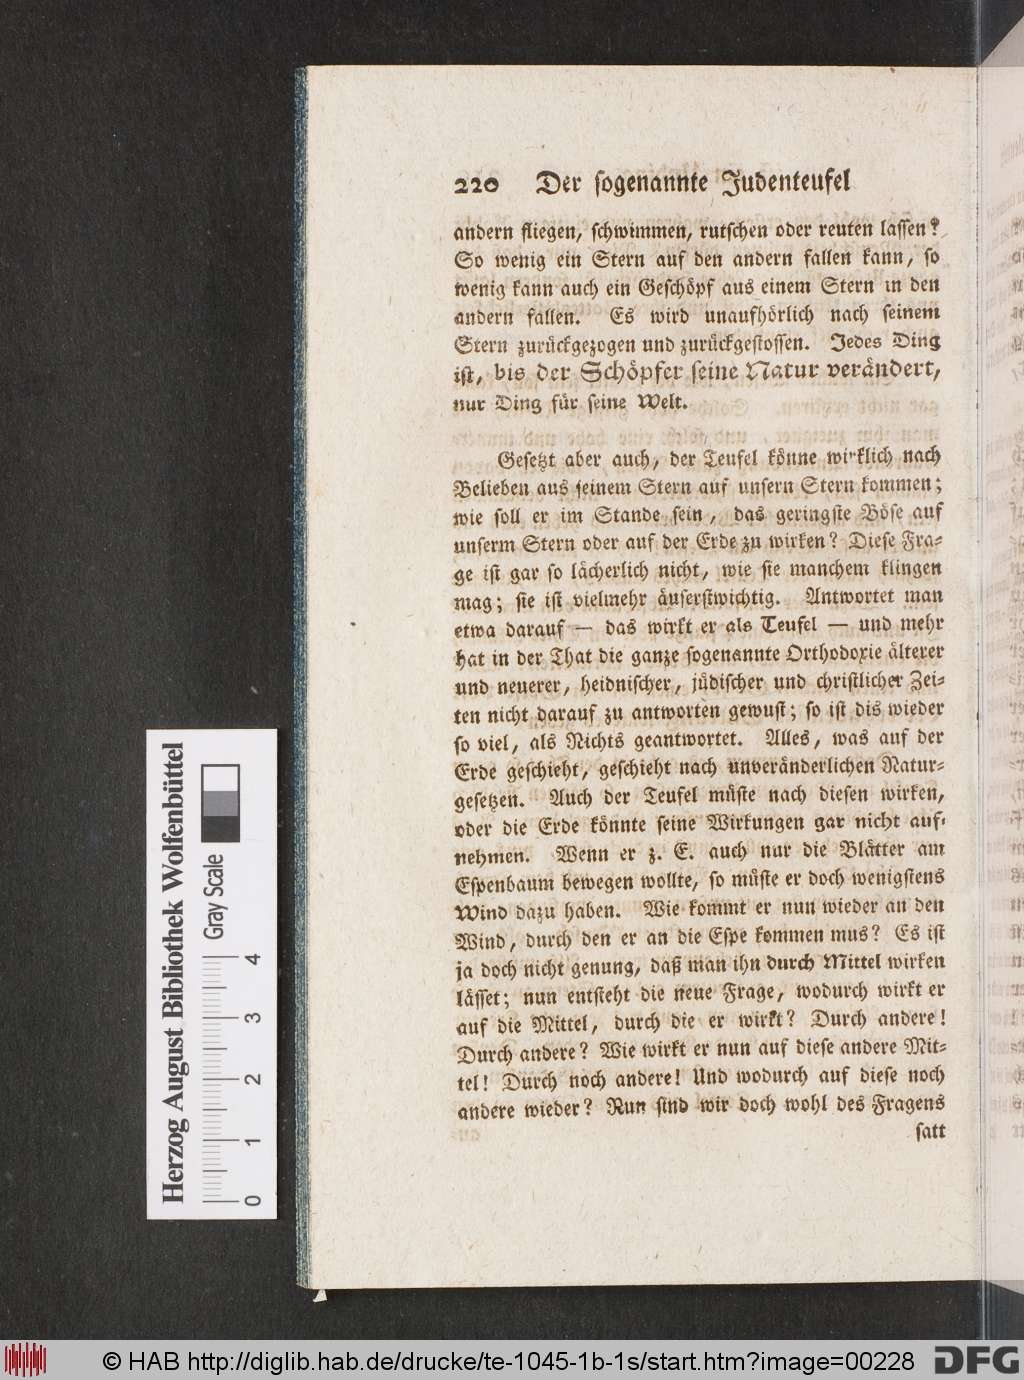 220 Der sogenannte Judenteufel
andern fliegen, schwimmen, rutschen oder reuten lassen?
So wenig ein Stern auf den andern fallen kann, so
wenig kann auch ein Geschöpf aus einem Stern in den
andern fallen. Es wird unaufhörlich nach seinem
Stern zurückgezogen und zurückgestossen. Jedes Ding
ist, bis der Schöpfer seine Natur verändert,
nur Ding für seine Welt.
Gesetzt aber auch, der Teufel könne wirklich nach
Belieben aus seinem Stern auf unsern Stern kommen;
wie soll er im Stande sein, das geringste Böse auf
unserm Stern oder auf der Erde zu wirken? Diese Fra-
ge ist gar so lächerlich nicht, wie sie manchem klingen
mag; sie ist vielmehr äuserstwichtig. Antwortet man
etwa darauf — das wirkt er als Teufel — und mehr
hat in der That die ganze sogenannte Orthodoxie älterer
und neuerer, heidnischer, jüdischer und christlicher Zei-
ten nicht darauf zu antworten gewust; so ist dis wieder
so viel, als Nichts geantwortet. Alles, was auf der
Erde geschieht, geschieht nach unveränderlichen Natur-
gesetzen. Auch der Teufel müste nach diesen wirken,
oder die Erde könnte seine Wirkungen gar nicht auf-
nehmen. Wenn er z. E. auch nur die Blätter am
Espenbaum bewegen wollte, so müste er doch wenigstens
Wind dazu haben. Wie kommt er nun wieder an den
Wind, durch den er an die Espe kommen mus? Es ist
ja doch nicht genung, daß man ihn durch Mittel wirken
lässet; nun entsteht die neue Frage, wodurch wirkt er
auf die Mittel, durch die er wirkt? Durch andere!
Durch andere? Wie wirkt er nun auf diese andere Mit-
tel! Durch noch andere! Und wodurch auf diese noch
andere wieder? Nun sind wir doch wohl des Fragens
satt
Herzog August Bibliothek Wolfenbüttel
Gray Scale
0 1 2 3 4
© HAB http://diglib.hab.de/drucke/te-1045-1b-1s/start.htm?image=00228 DFG